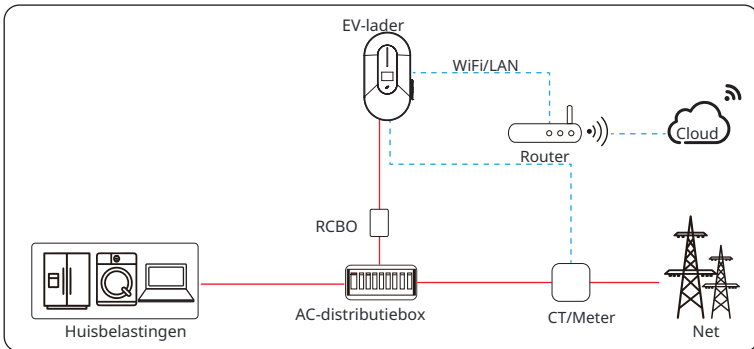 EV-lader
WiFi/LAN
Cloud
Router
RCBO
AC-distributiebox
CT/Meter
Huisbelastingen
Net